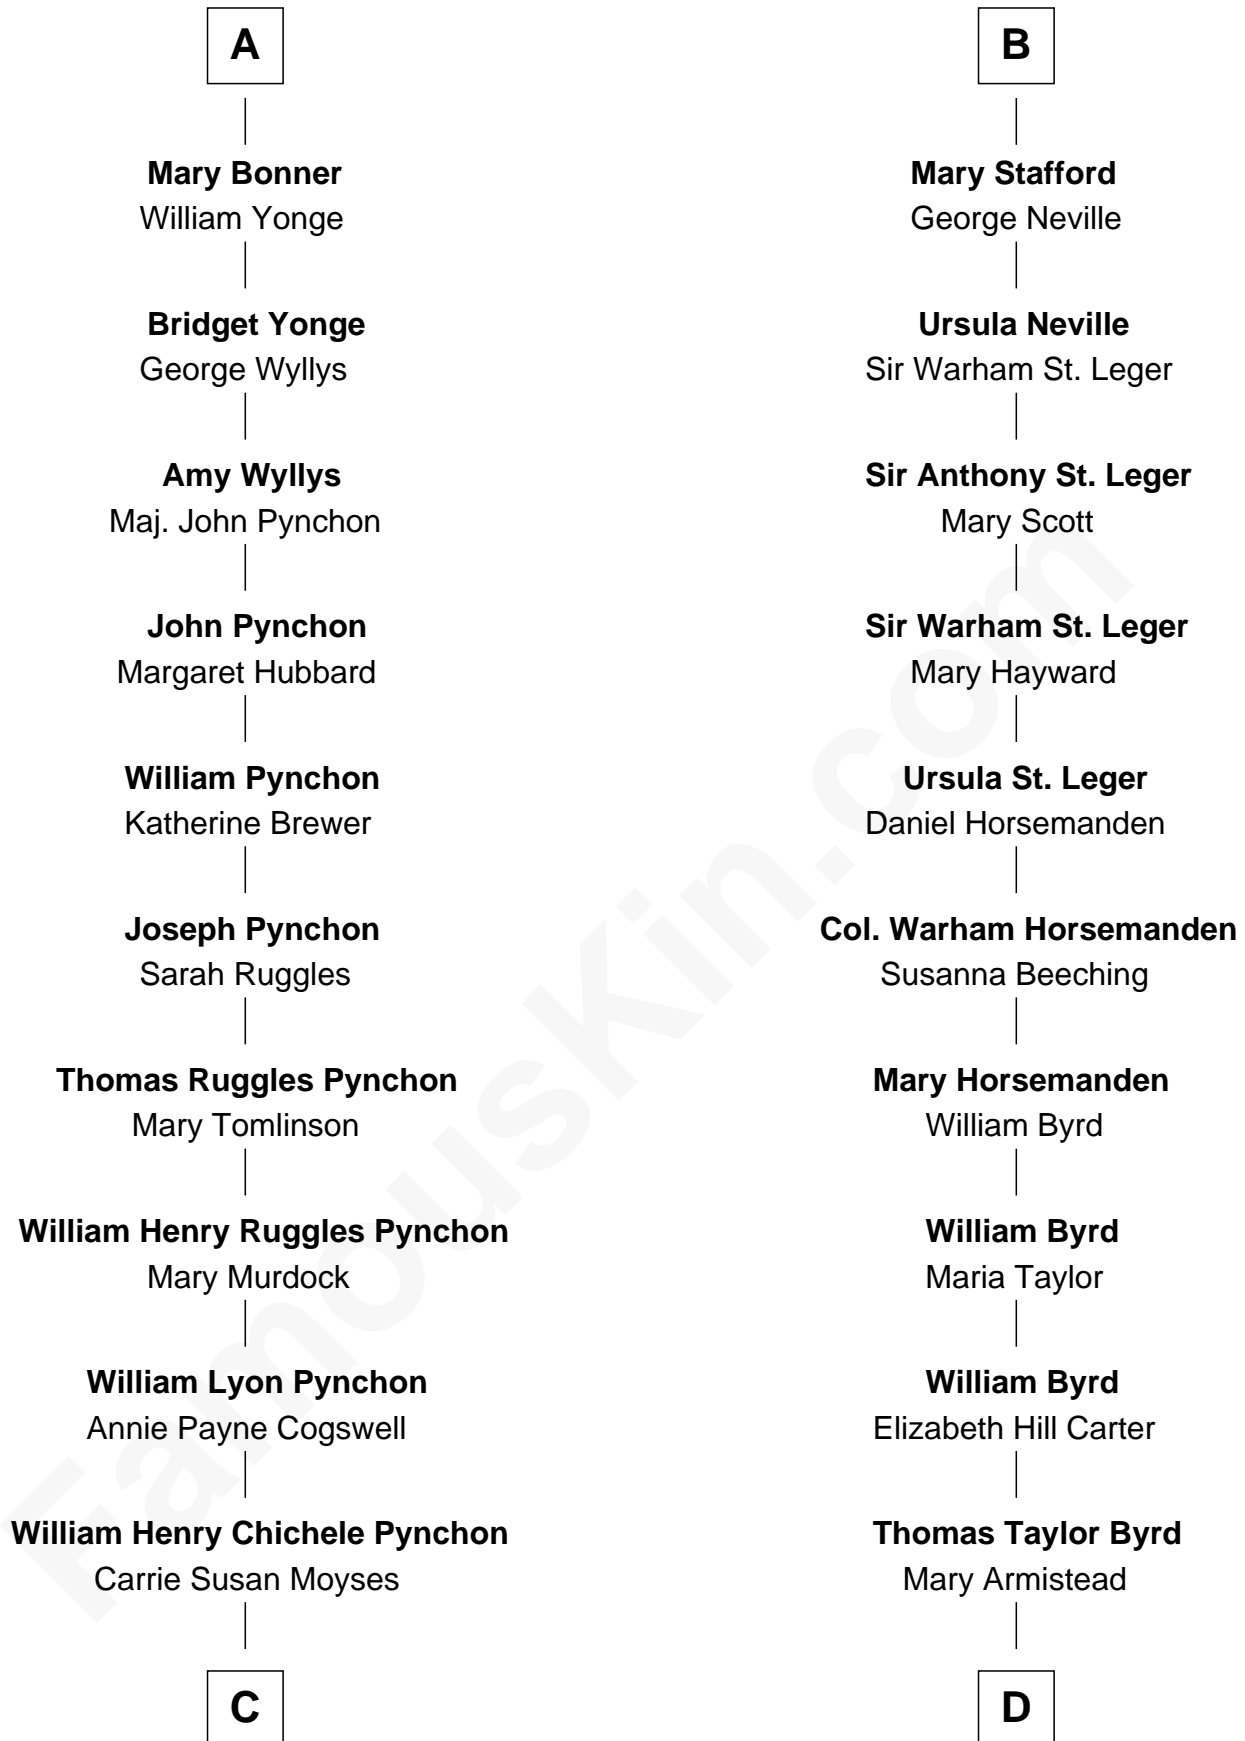 A
Mary Bonner
William Yonge
Bridget Yonge
George Wyllys
Amy Wyllys
Maj. John Pynchon
John Pynchon
Margaret Hubbard
William Pynchon
Katherine Brewer
Joseph Pynchon
Sarah Ruggles
Thomas Ruggles Pynchon
Mary Tomlinson
William Henry Ruggles Pynchon
Mary Murdock
William Lyon Pynchon
Annie Payne Cogswell
William Henry Chichele Pynchon
Carrie Susan Moyses
C
B
Mary Stafford
George Neville
Ursula Neville
Sir Warham St. Leger
Sir Anthony St. Leger
Mary Scott
Sir Warham St. Leger
Mary Hayward
Ursula St. Leger
Daniel Horsemanden
Col. Warham Horsemanden
Susanna Beeching
Mary Horsemanden
William Byrd
William Byrd
Maria Taylor
William Byrd
Elizabeth Hill Carter
Thomas Taylor Byrd
Mary Armistead
D
FamousKin.com